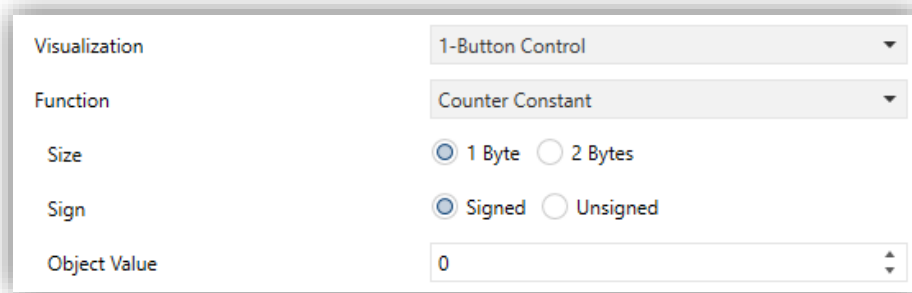 Visualization 1-Button Control
Function Counter Constant
Size 1 Byte 2 Bytes
Sign Signed Unsigned
Object Value 0